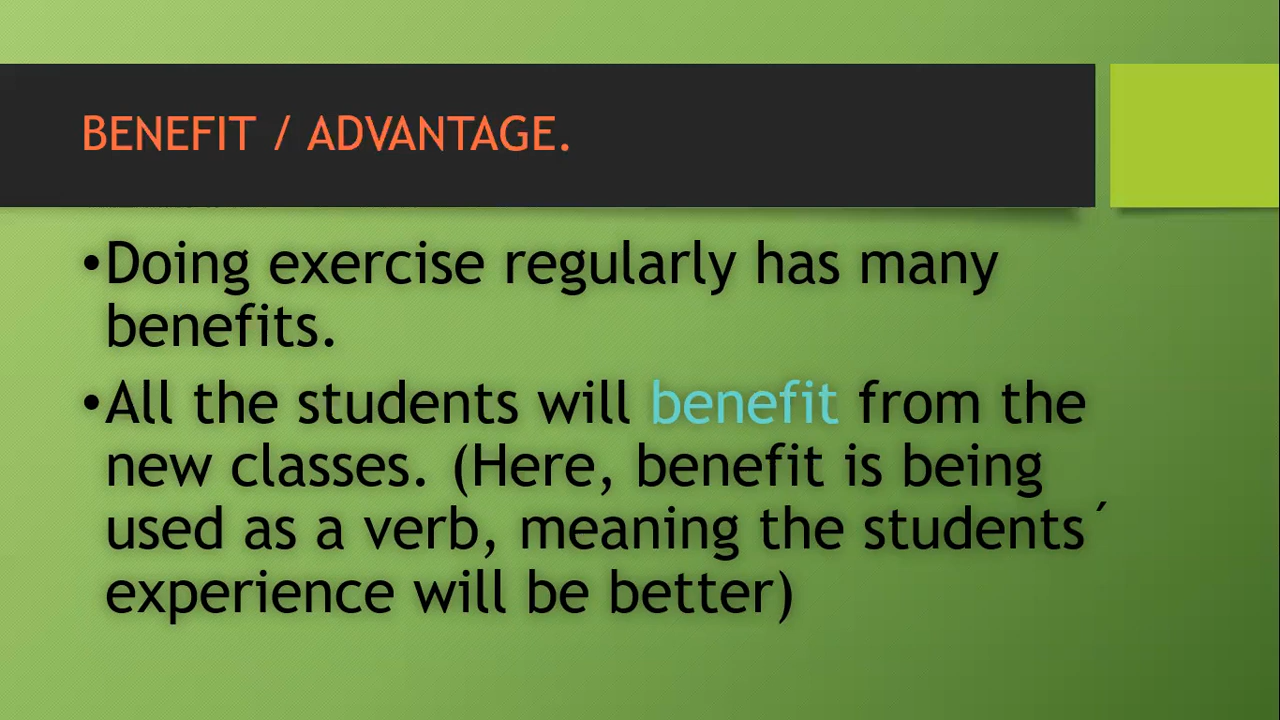 BENEFIT / ADVANTAGE.
•Doing exercise regularly has many
benefits.
•All the students will benefit from the
new classes. (Here, benefit is being
used as a verb, meaning the students´
experience will be better)